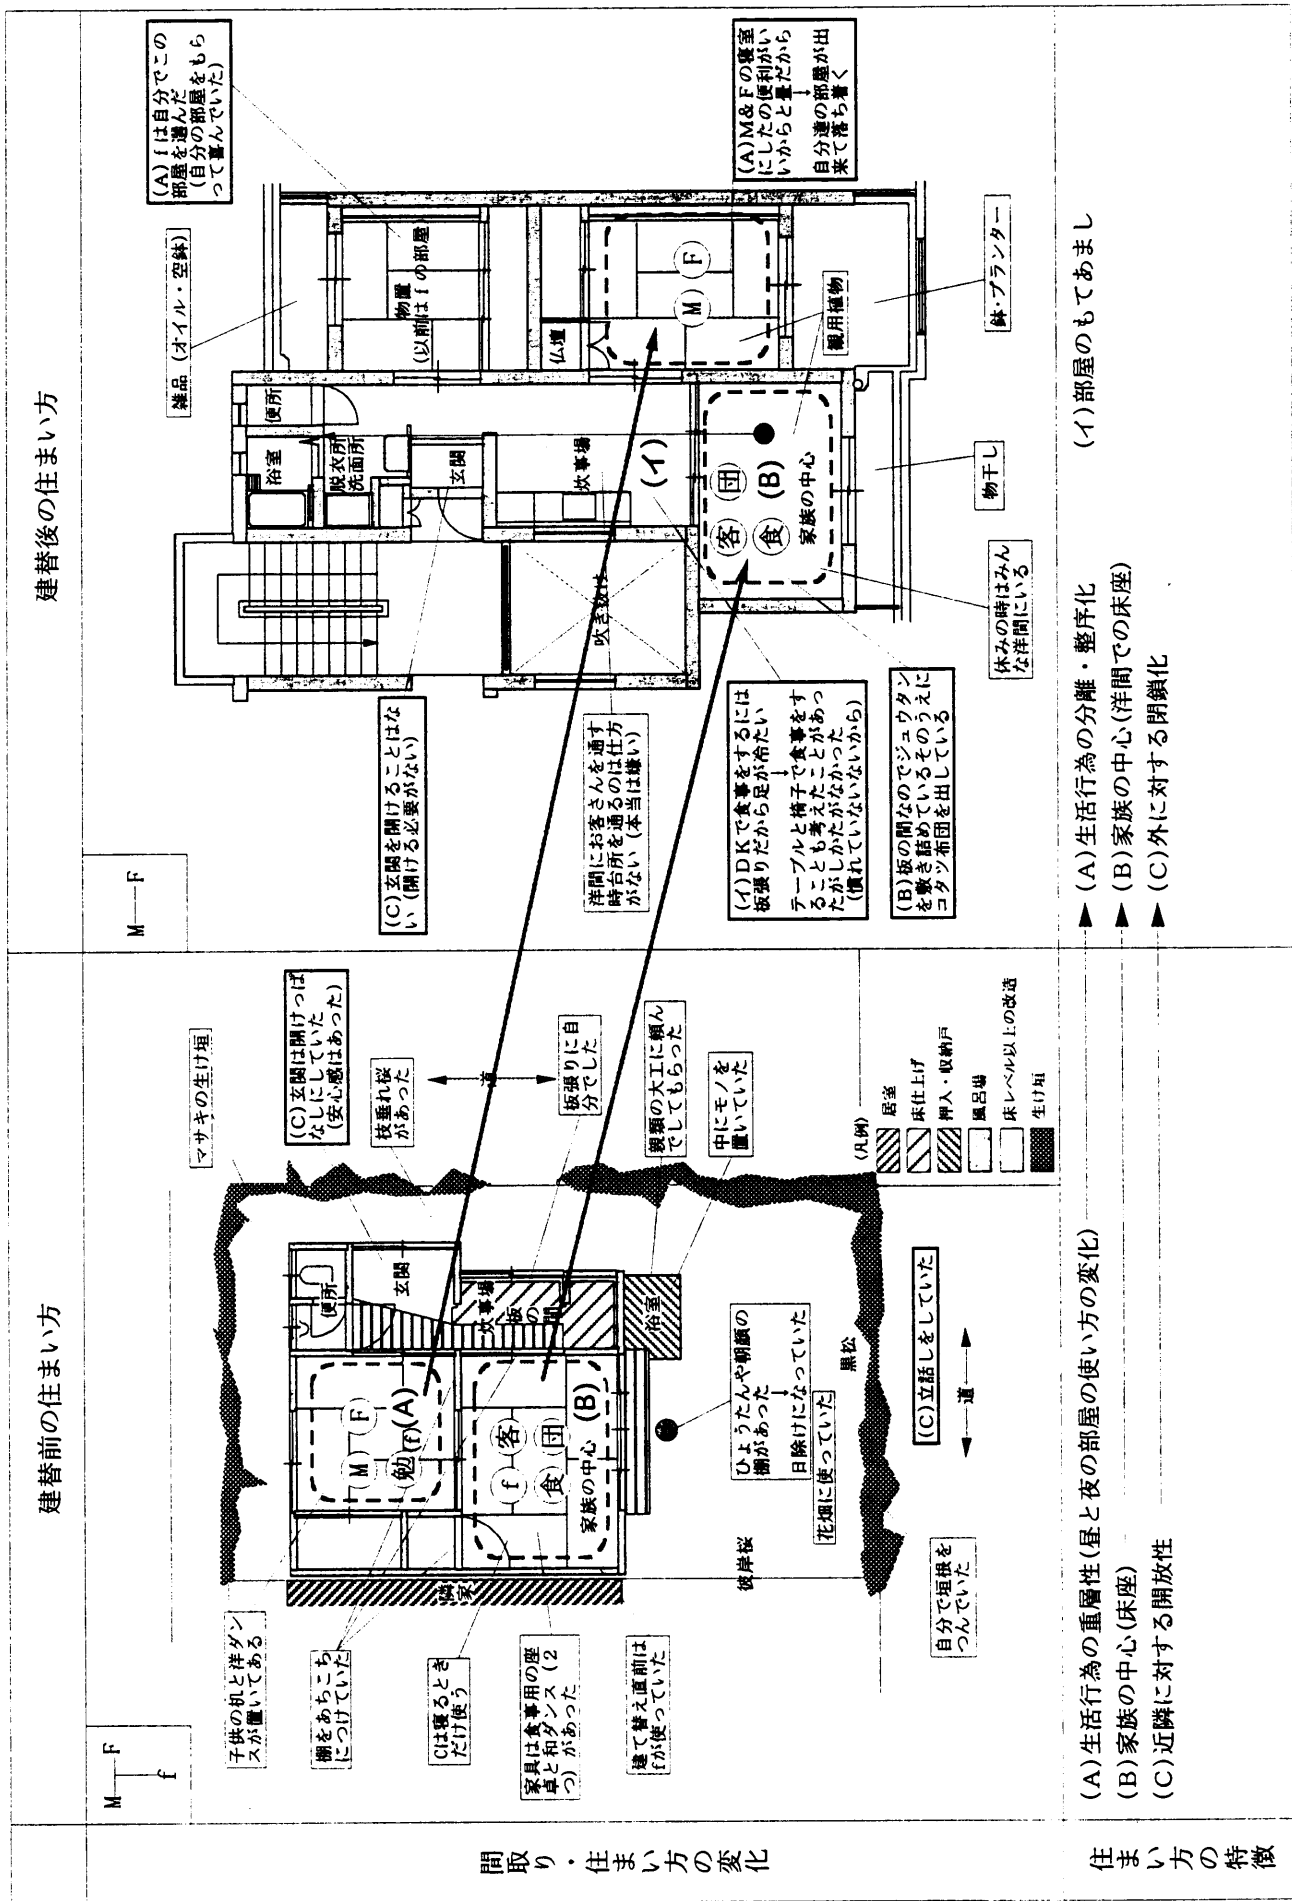 建替前の住まい方
建替後の住まい方
間取り・住まい方の変化
住まい方の特徴
M F
f
マサキの生け垣
(C)玄関は開けっぱ
なしにしていた
(安心感はあった)
枝垂れ桜
があった
道
板張りに自
分でした
親類の大工に頼ん
でしてもらった
中にモノを
置いていた
子供の机と洋ダン
スが置いてある
棚をあちこち
につけていた
Cは寝るとき
だけ使う
家具は食事用の座
卓と和ダンス(2
つ)があった
建て替え直前は
fが使っていた
隣家
便所
玄関
炊事場
板の間
浴室
M F
勉(f)(A)
f 客
食 団
家族の中心 (B)
ひょうたんや朝顔の
棚があった
↓
日除けになっていた
花畑に使っていた
彼岸桜
黒松
自分で垣根を
つんでいた
(C)立話しをしていた
道
(凡例)
居室
床仕上げ
押入・収納戸
風呂場
床レベル以上の改造
生け垣
M F
(A)fは自分でこの
部屋を選んだ
(自分の部屋をもら
って喜んでいた)
雑品(オイル・空鉢)
便所
浴室
脱衣所
洗面所
玄関
炊事場
吹き抜け
物置
(以前はfの部屋)
仏壇
M F
(イ)
客 団
食 (B)
家族の中心
観用植物
(A)M&Fの寝室
にしたの便利がい
いからと畳だから
↓
自分達の部屋が出
来て落ち着く
鉢・プランター
物干し
休みの時はみん
な洋間にいる
(C)玄関を開けることはな
い(開ける必要がない)
洋間にお客さんを通す
時台所を通るのは仕方
がない(本当は嫌い)
(イ)DKで食事をするには
板張りだから足が冷たい
↓
テーブルと椅子で食事をす
ることも考えたことがあっ
たがしかたがなかった
(慣れていないないから)
(B)板の間なのでジュウタン
を敷き詰めているそのうえに
コタツ布団を出している
(A)生活行為の重層性(昼と夜の部屋の使い方の変化)
(B)家族の中心(床座)
(C)近隣に対する開放性
(A)生活行為の分離・整序化
(B)家族の中心(洋間での床座)
(C)外に対する閉鎖化
(イ)部屋のもてあまし